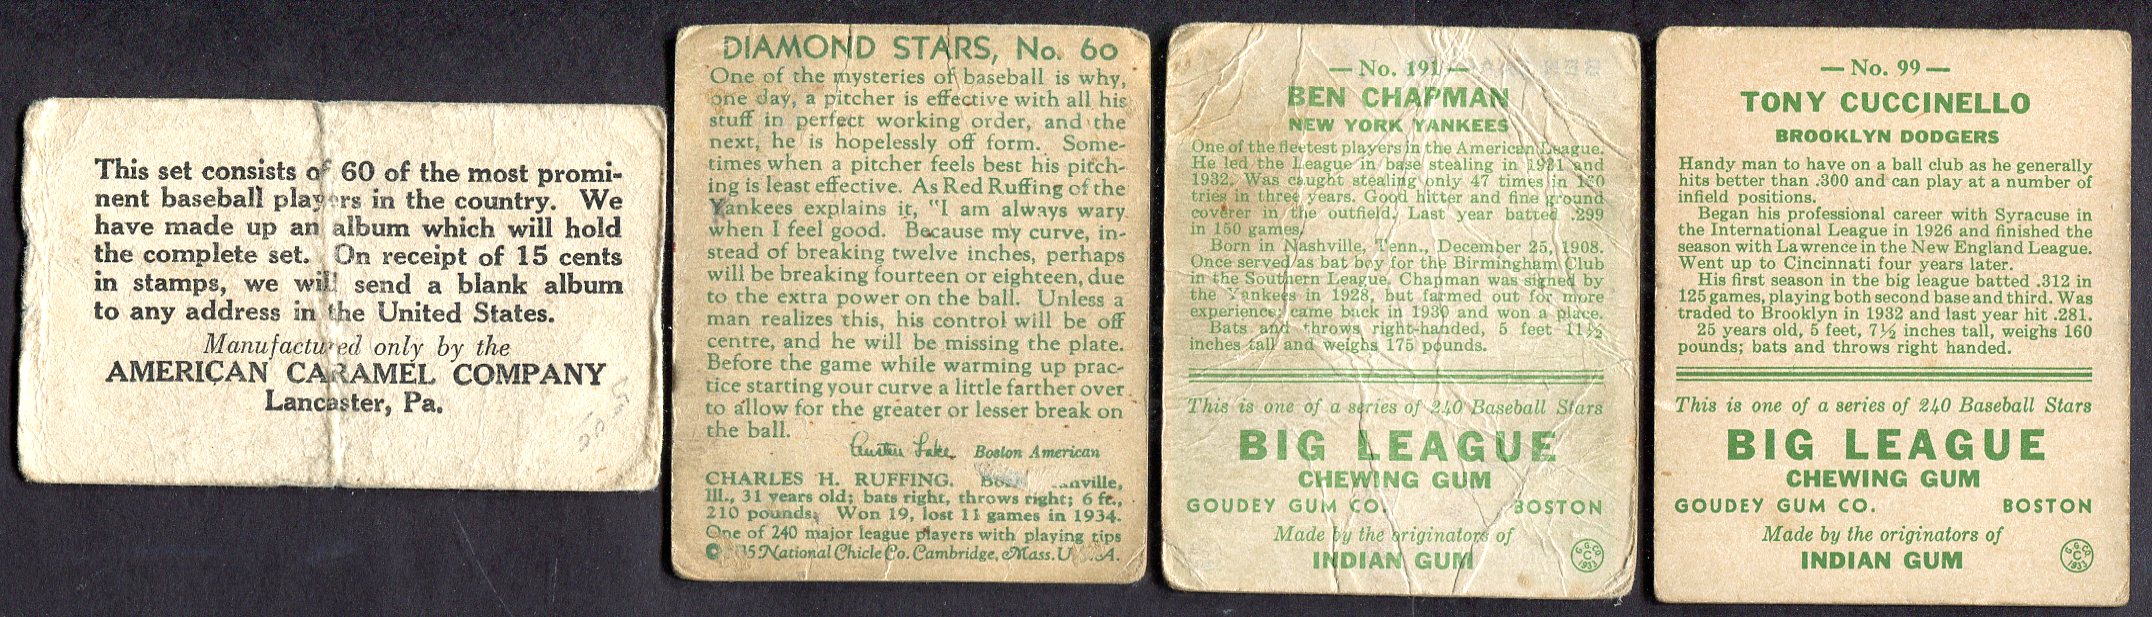 This set consists of 60 of the most promi-
nent baseball players in the country. We
have made up an album which will hold
the complete set. On receipt of 15 cents
in stamps, we will send a blank album
to any address in the United States.
Manufactured only by the
AMERICAN CARAMEL COMPANY
Lancaster, Pa.
DIAMOND STARS, No. 60
One of the mysteries of baseball is why,
one day, a pitcher is effective with all his
stuff in perfect working order, and the
next, he is hopelessly off form. Some-
times when a pitcher feels best his pitch-
ing is least effective. As Red Ruffing of the
Yankees explains it, "I am always wary
when I feel good. Because my curve, in-
stead of breaking twelve inches, perhaps
will be breaking fourteen or eighteen, due
to the extra power on the ball. Unless a
man realizes this, his control will be off
centre, and he will be missing the plate.
Before the game while warming up prac-
tice starting your curve a little farther over
to allow for the greater or lesser break on
the ball.
Austen Lake Boston American
CHARLES H. RUFFING. nville,
Ill., 31 years old; bats right, throws right; 6 ft.,
210 pounds. Won 19, lost 11 games in 1934.
One of 240 major league players with playing tips
35 National Chicle Co. Cambridge, Mass. U A.
— No. 191 —
BEN CHAPMAN
NEW YORK YANKEES
One of the fleetest players in the American League.
He led the League in base stealing in 1931 and
1932. Was caught stealing only 47 times in
tries in three years. Good hitter and fine ground
coverer in the outfield. Last year batted .299
in 150 games.
Born in Nashville, Tenn., December 25, 1908.
Once served as bat boy for the Birmingham Club
in the Southern League. Chapman was signed by
the Yankees in 1928, but farmed out for more
experience; came back in 1930 and won a place.
Bats and throws right-handed, 5 feet 11½
inches tall and weighs 175 pounds.
This is one of a series of 240 Baseball Stars
BIG LEAGUE
CHEWING GUM
GOUDEY GUM CO. BOSTON
Made by the originators of
INDIAN GUM
G.G.CO.
C
1933
— No. 99 —
TONY CUCCINELLO
BROOKLYN DODGERS
Handy man to have on a ball club as he generally
hits better than .300 and can play at a number of
infield positions.
Began his professional career with Syracuse in
the International League in 1926 and finished the
season with Lawrence in the New England League.
Went up to Cincinnati four years later.
His first season in the big league batted .312 in
125 games, playing both second base and third. Was
traded to Brooklyn in 1932 and last year hit .281.
25 years old, 5 feet, 7½ inches tall, weighs 160
pounds; bats and throws right handed.
This is one of a series of 240 Baseball Stars
BIG LEAGUE
CHEWING GUM
GOUDEY GUM CO. BOSTON
Made by the originators of
INDIAN GUM
G.G.CO.
C
1933